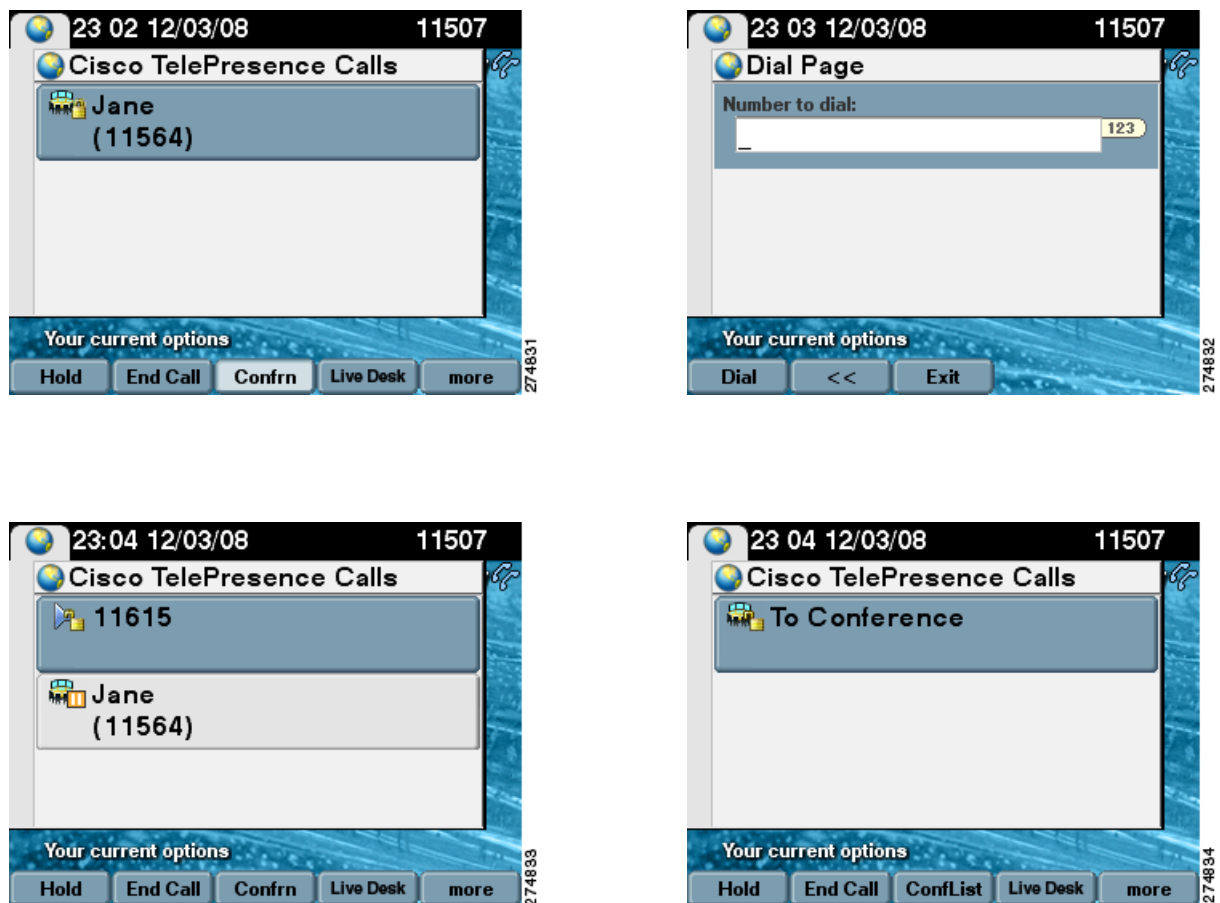 23 02 12/03/08 11507
Cisco TelePresence Calls
Jane
(11564)
Your current options
Hold End Call Confrn Live Desk more
274831
23 03 12/03/08 11507
Dial Page
Number to dial:
123
_
Your current options
Dial << Exit
274832
23:04 12/03/08 11507
Cisco TelePresence Calls
11615
Jane
(11564)
Your current options
Hold End Call Confrn Live Desk more
274833
23 04 12/03/08 11507
Cisco TelePresence Calls
To Conference
Your current options
Hold End Call ConfList Live Desk more
274834